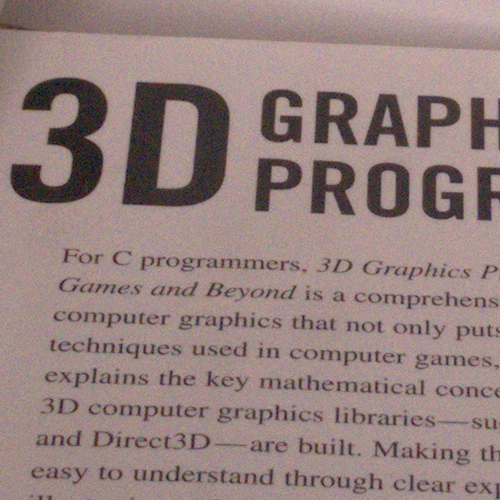 3D GRAPH
PROGR
For C programmers, 3D Graphics P
Games and Beyond is a comprehens
computer graphics that not only puts
techniques used in computer games,
explains the key mathematical conce
3D computer graphics libraries—su
and Direct3D—are built. Making th
easy to understand through clear exp